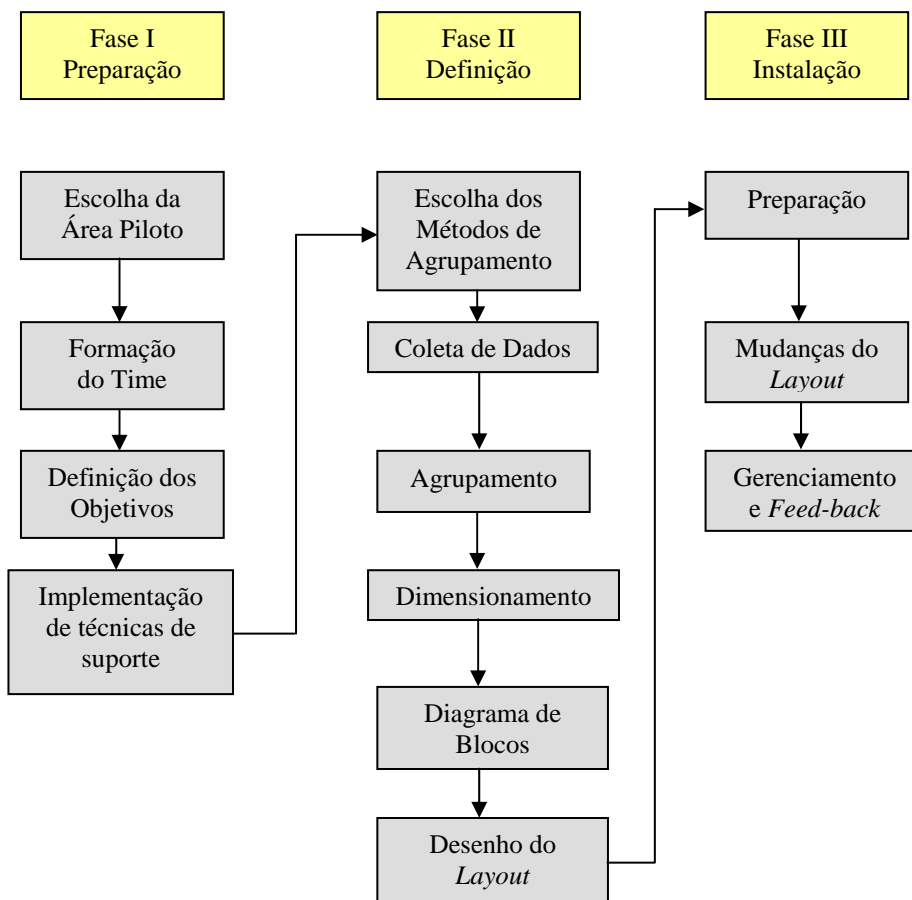 Fase I
Preparação
Fase II
Definição
Fase III
Instalação
Escolha da
Área Piloto
Formação
do Time
Definição dos
Objetivos
Implementação
de técnicas de
suporte
Escolha dos
Métodos de
Agrupamento
Coleta de Dados
Agrupamento
Dimensionamento
Diagrama de
Blocos
Desenho do
Layout
Preparação
Mudanças do
Layout
Gerenciamento
e Feed-back